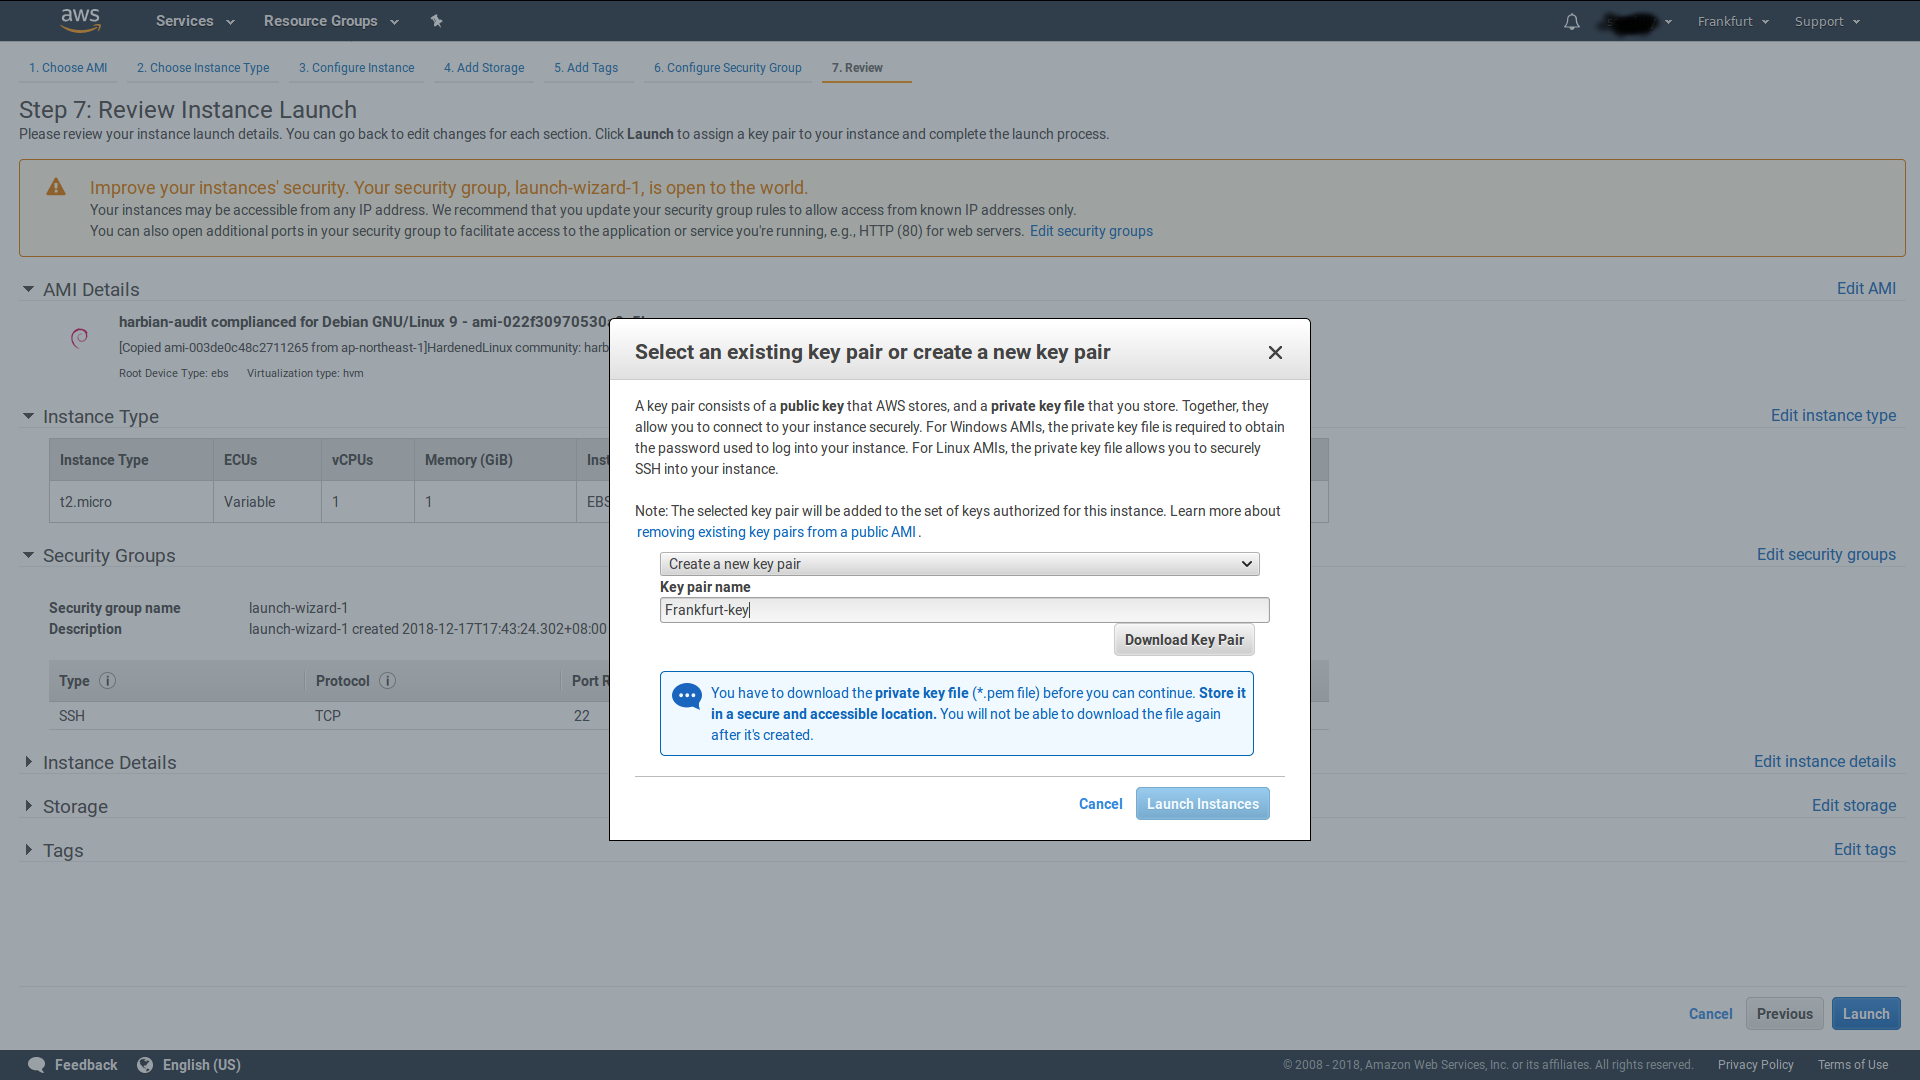 aws
Services
Resource Groups
Frankfurt
Support
1. Choose AMI
2. Choose Instance Type
3. Configure Instance
4. Add Storage
5. Add Tags
6. Configure Security Group
7. Review
Step 7: Review Instance Launch
Please review your instance launch details. You can go back to edit changes for each section. Click Launch to assign a key pair to your instance and complete the launch process.
Improve your instances' security. Your security group, launch-wizard-1, is open to the world.
Your instances may be accessible from any IP address. We recommend that you update your security group rules to allow access from known IP addresses only.
You can also open additional ports in your security group to facilitate access to the application or service you're running, e.g., HTTP (80) for web servers. Edit security groups
AMI Details
Edit AMI
harbian-audit complianced for Debian GNU/Linux 9 - ami-022f30970530
[Copied ami-003de0c48c2711265 from ap-northeast-1]HardenedLinux community: harb
Root Device Type: ebs Virtualization type: hvm
Instance Type
Edit instance type
Instance Type ECUs vCPUs Memory (GiB) Inst
t2.micro Variable 1 1 EBS
Security Groups
Edit security groups
Security group name launch-wizard-1
Description launch-wizard-1 created 2018-12-17T17:43:24.302+08:00
Type Protocol Port R
SSH TCP 22
Instance Details
Edit instance details
Storage
Edit storage
Tags
Edit tags
Select an existing key pair or create a new key pair
A key pair consists of a public key that AWS stores, and a private key file that you store. Together, they
allow you to connect to your instance securely. For Windows AMIs, the private key file is required to obtain
the password used to log into your instance. For Linux AMIs, the private key file allows you to securely
SSH into your instance.
Note: The selected key pair will be added to the set of keys authorized for this instance. Learn more about
removing existing key pairs from a public AMI.
Create a new key pair
Key pair name
Frankfurt-key
Download Key Pair
You have to download the private key file (*.pem file) before you can continue. Store it
in a secure and accessible location. You will not be able to download the file again
after it's created.
Cancel
Launch Instances
Cancel
Previous
Launch
Feedback
English (US)
© 2008 - 2018, Amazon Web Services, Inc. or its affiliates. All rights reserved.
Privacy Policy
Terms of Use